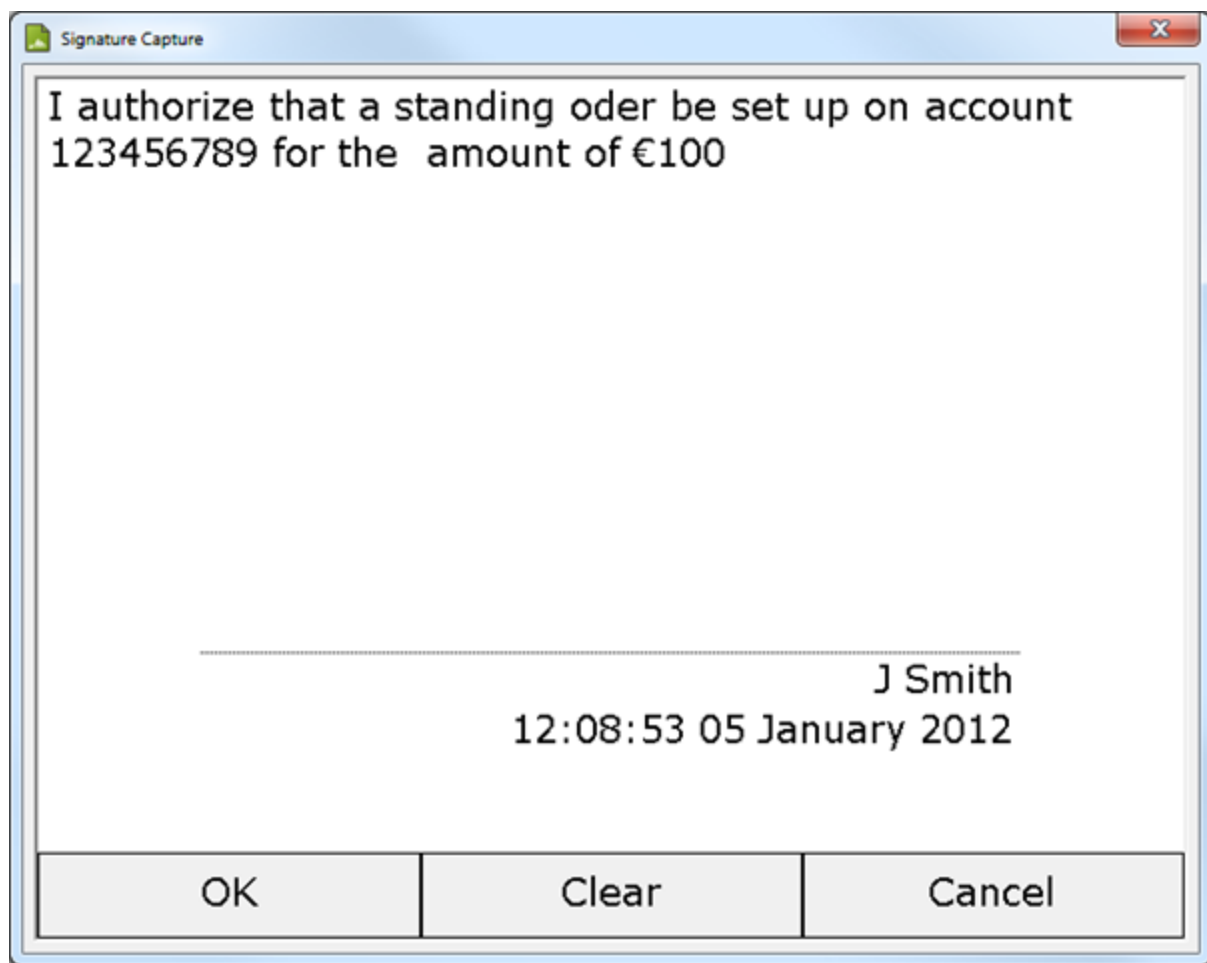 Signature Capture
I authorize that a standing oder be set up on account
123456789 for the  amount of €100
J Smith
12:08:53 05 January 2012
OK
Clear
Cancel